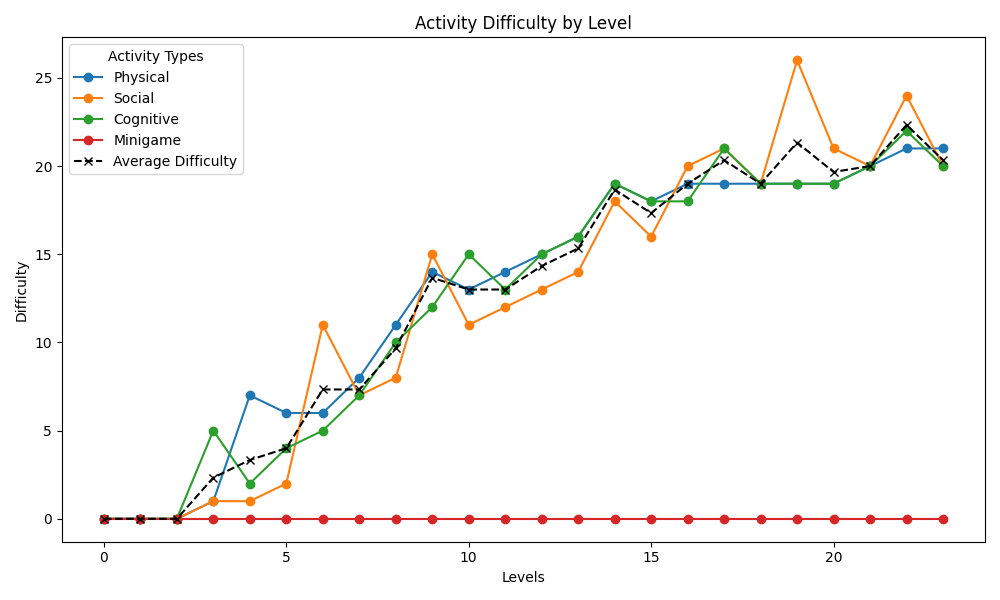 Activity Difficulty by Level
Activity Types
Physical
Social
Cognitive
Minigame
Average Difficulty
Difficulty
25
20
15
10
5
0
0 5 10 15 20
Levels